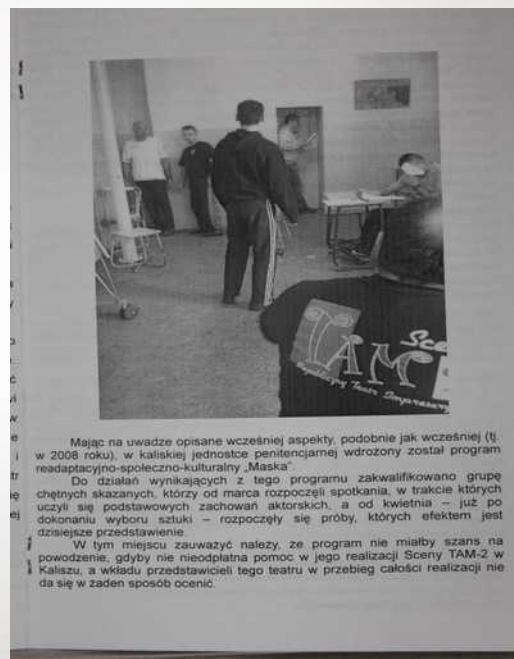 Sce
TAM
Teatr Impresaryj
Mając na uwadze opisane wcześniej aspekty, podobnie jak wcześniej (tj.
w 2008 roku), w kaliskiej jednostce penitencjarnej wdrożony został program
readaptacyjno-społeczno-kulturalny „Maska”.
Do działań wynikających z tego programu zakwalifikowano grupę
chętnych skazanych, którzy od marca rozpoczęli spotkania, w trakcie których
uczyli się podstawowych zachowań aktorskich, a od kwietnia – już po
dokonaniu wyboru sztuki – rozpoczęły się próby, których efektem jest
dzisiejsze przedstawienie.
W tym miejscu zauważyć należy, że program nie miałby szans na
powodzenie, gdyby nie nieodpłatna pomoc w jego realizacji Sceny TAM-2 w
Kaliszu, a wkładu przedstawicieli tego teatru w przebieg całości realizacji nie
da się w żaden sposób ocenić.